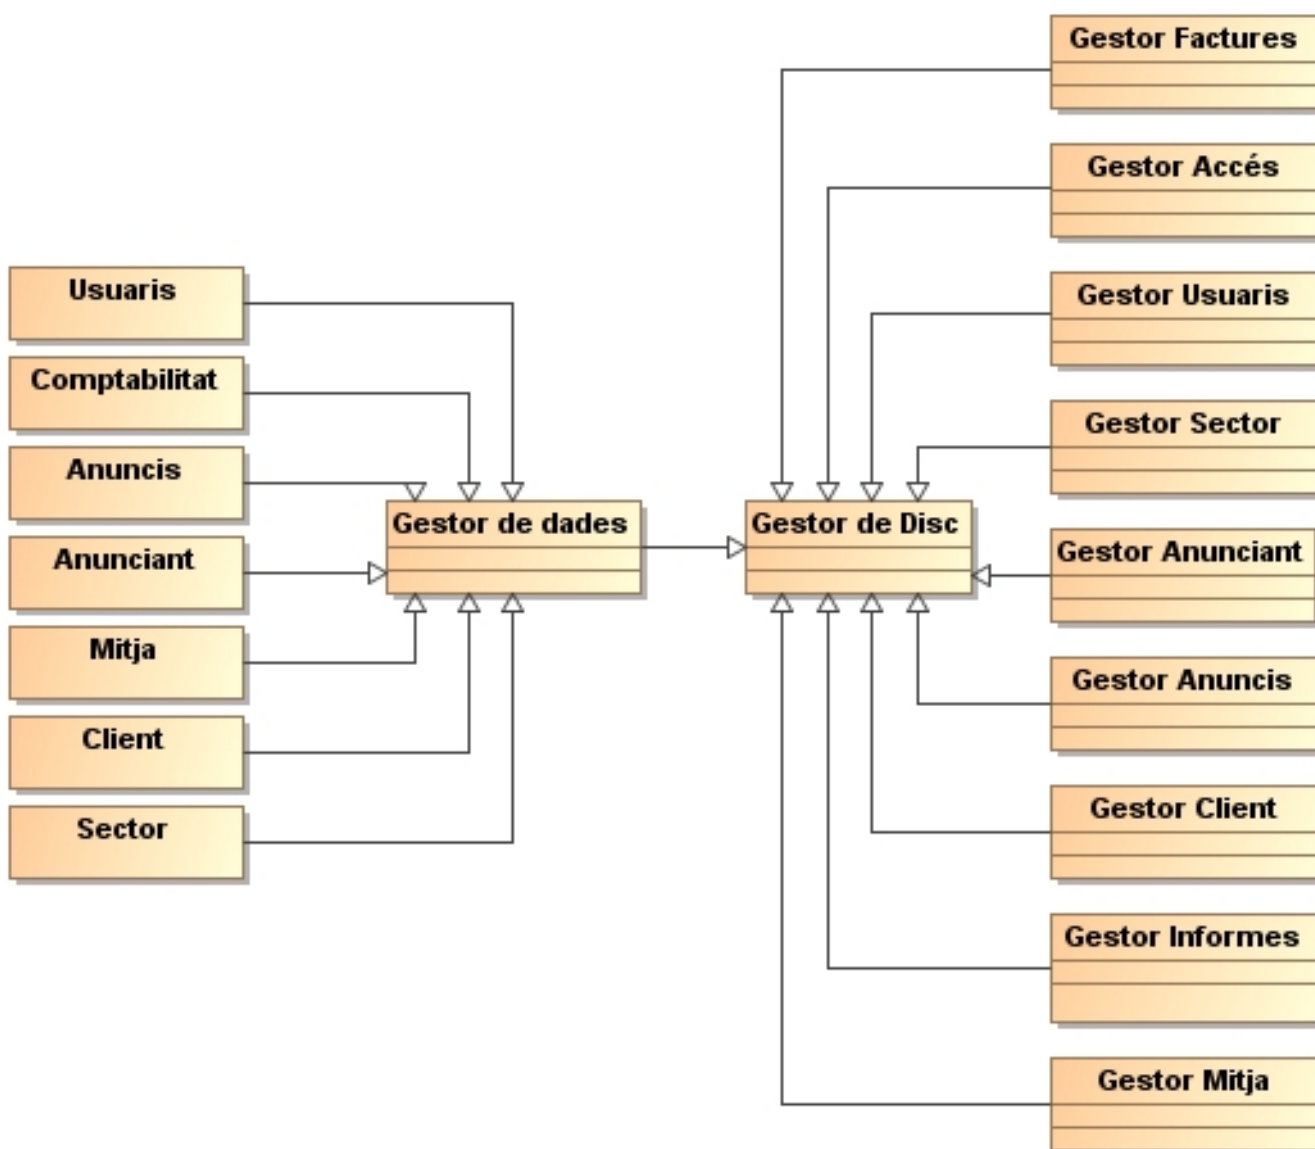 Gestor Factures
Gestor Accés
Usuaris
Gestor Usuaris
Comptabilitat
Gestor Sector
Anuncis
Gestor de dades
Gestor de Disc
Anunciant
Gestor Anunciant
Mitja
Gestor Anuncis
Client
Gestor Client
Sector
Gestor Informes
Gestor Mitja